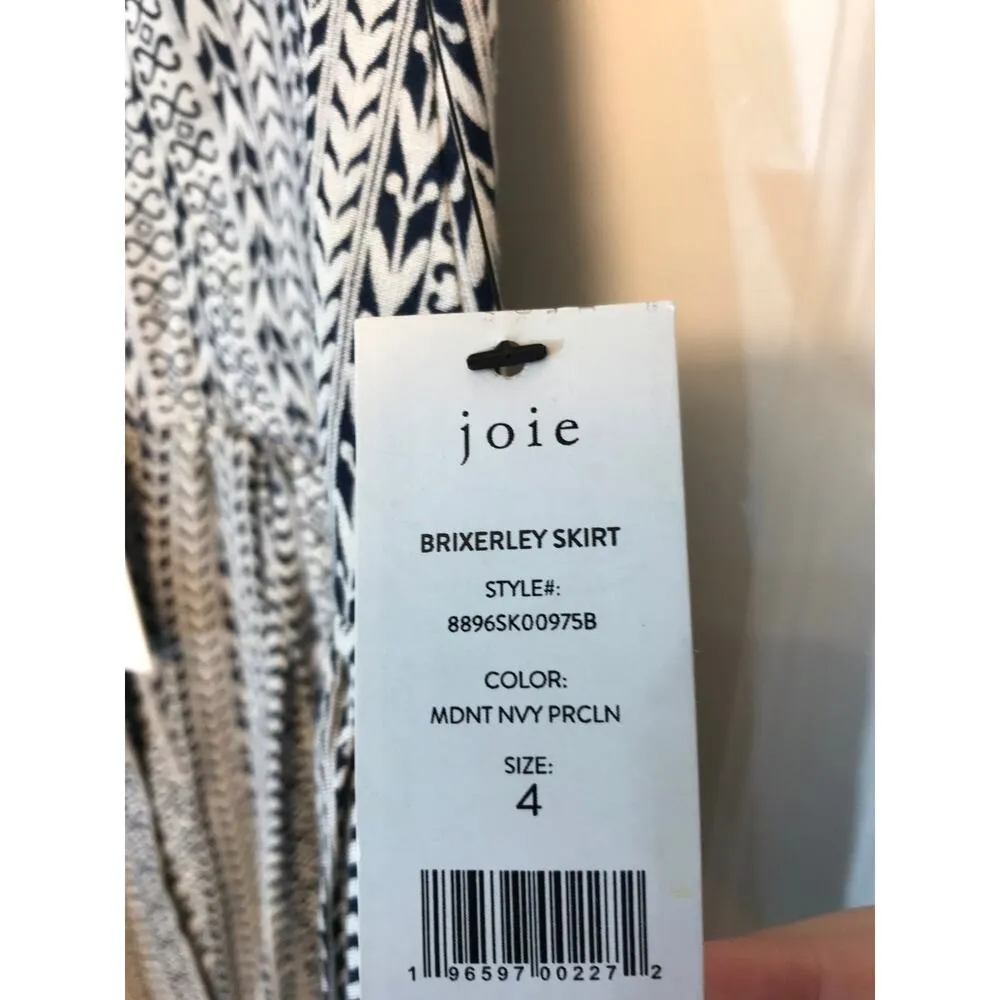 joie
BRIXERLEY SKIRT
STYLE#:
8896SK00975B
COLOR:
MDNT NVY PRCLN
SIZE:
4
1 96597 00227 2